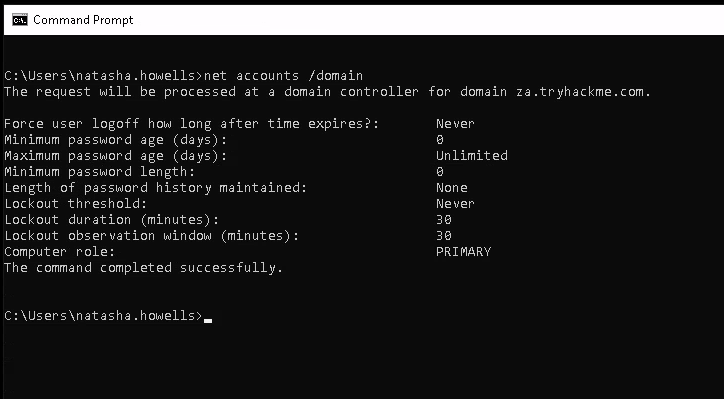 Command Prompt
C:\Users\natasha.howells>net accounts /domain
The request will be processed at a domain controller for domain za.tryhackme.com.
Force user logoff how long after time expires?: Never
Minimum password age (days): 0
Maximum password age (days): Unlimited
Minimum password length: 0
Length of password history maintained: None
Lockout threshold: Never
Lockout duration (minutes): 30
Lockout observation window (minutes): 30
Computer role: PRIMARY
The command completed successfully.
C:\Users\natasha.howells>